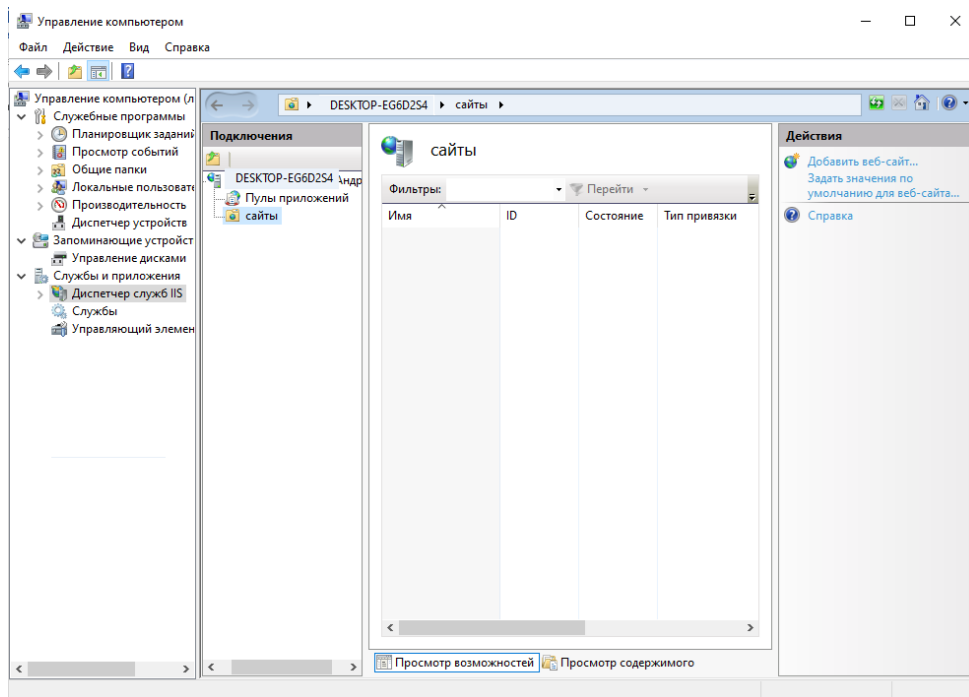 Управление компьютером
Файл Действие Вид Справка
Управление компьютером (л
Служебные программы
Планировщик заданий
Просмотр событий
Общие папки
Локальные пользовате
Производительность
Диспетчер устройств
Запоминающие устройст
Управление дисками
Службы и приложения
Диспетчер служб IIS
Службы
Управляющий элемен
DESKTOP-EG6D2S4 сайты
Подключения
DESKTOP-EG6D2S4
Пулы приложений
сайты
сайты
Фильтры: Перейти
Имя ID Состояние Тип привязки
Просмотр возможностей Просмотр содержимого
Действия
Добавить веб-сайт...
Задать значения по
умолчанию для веб-сайта...
Справка